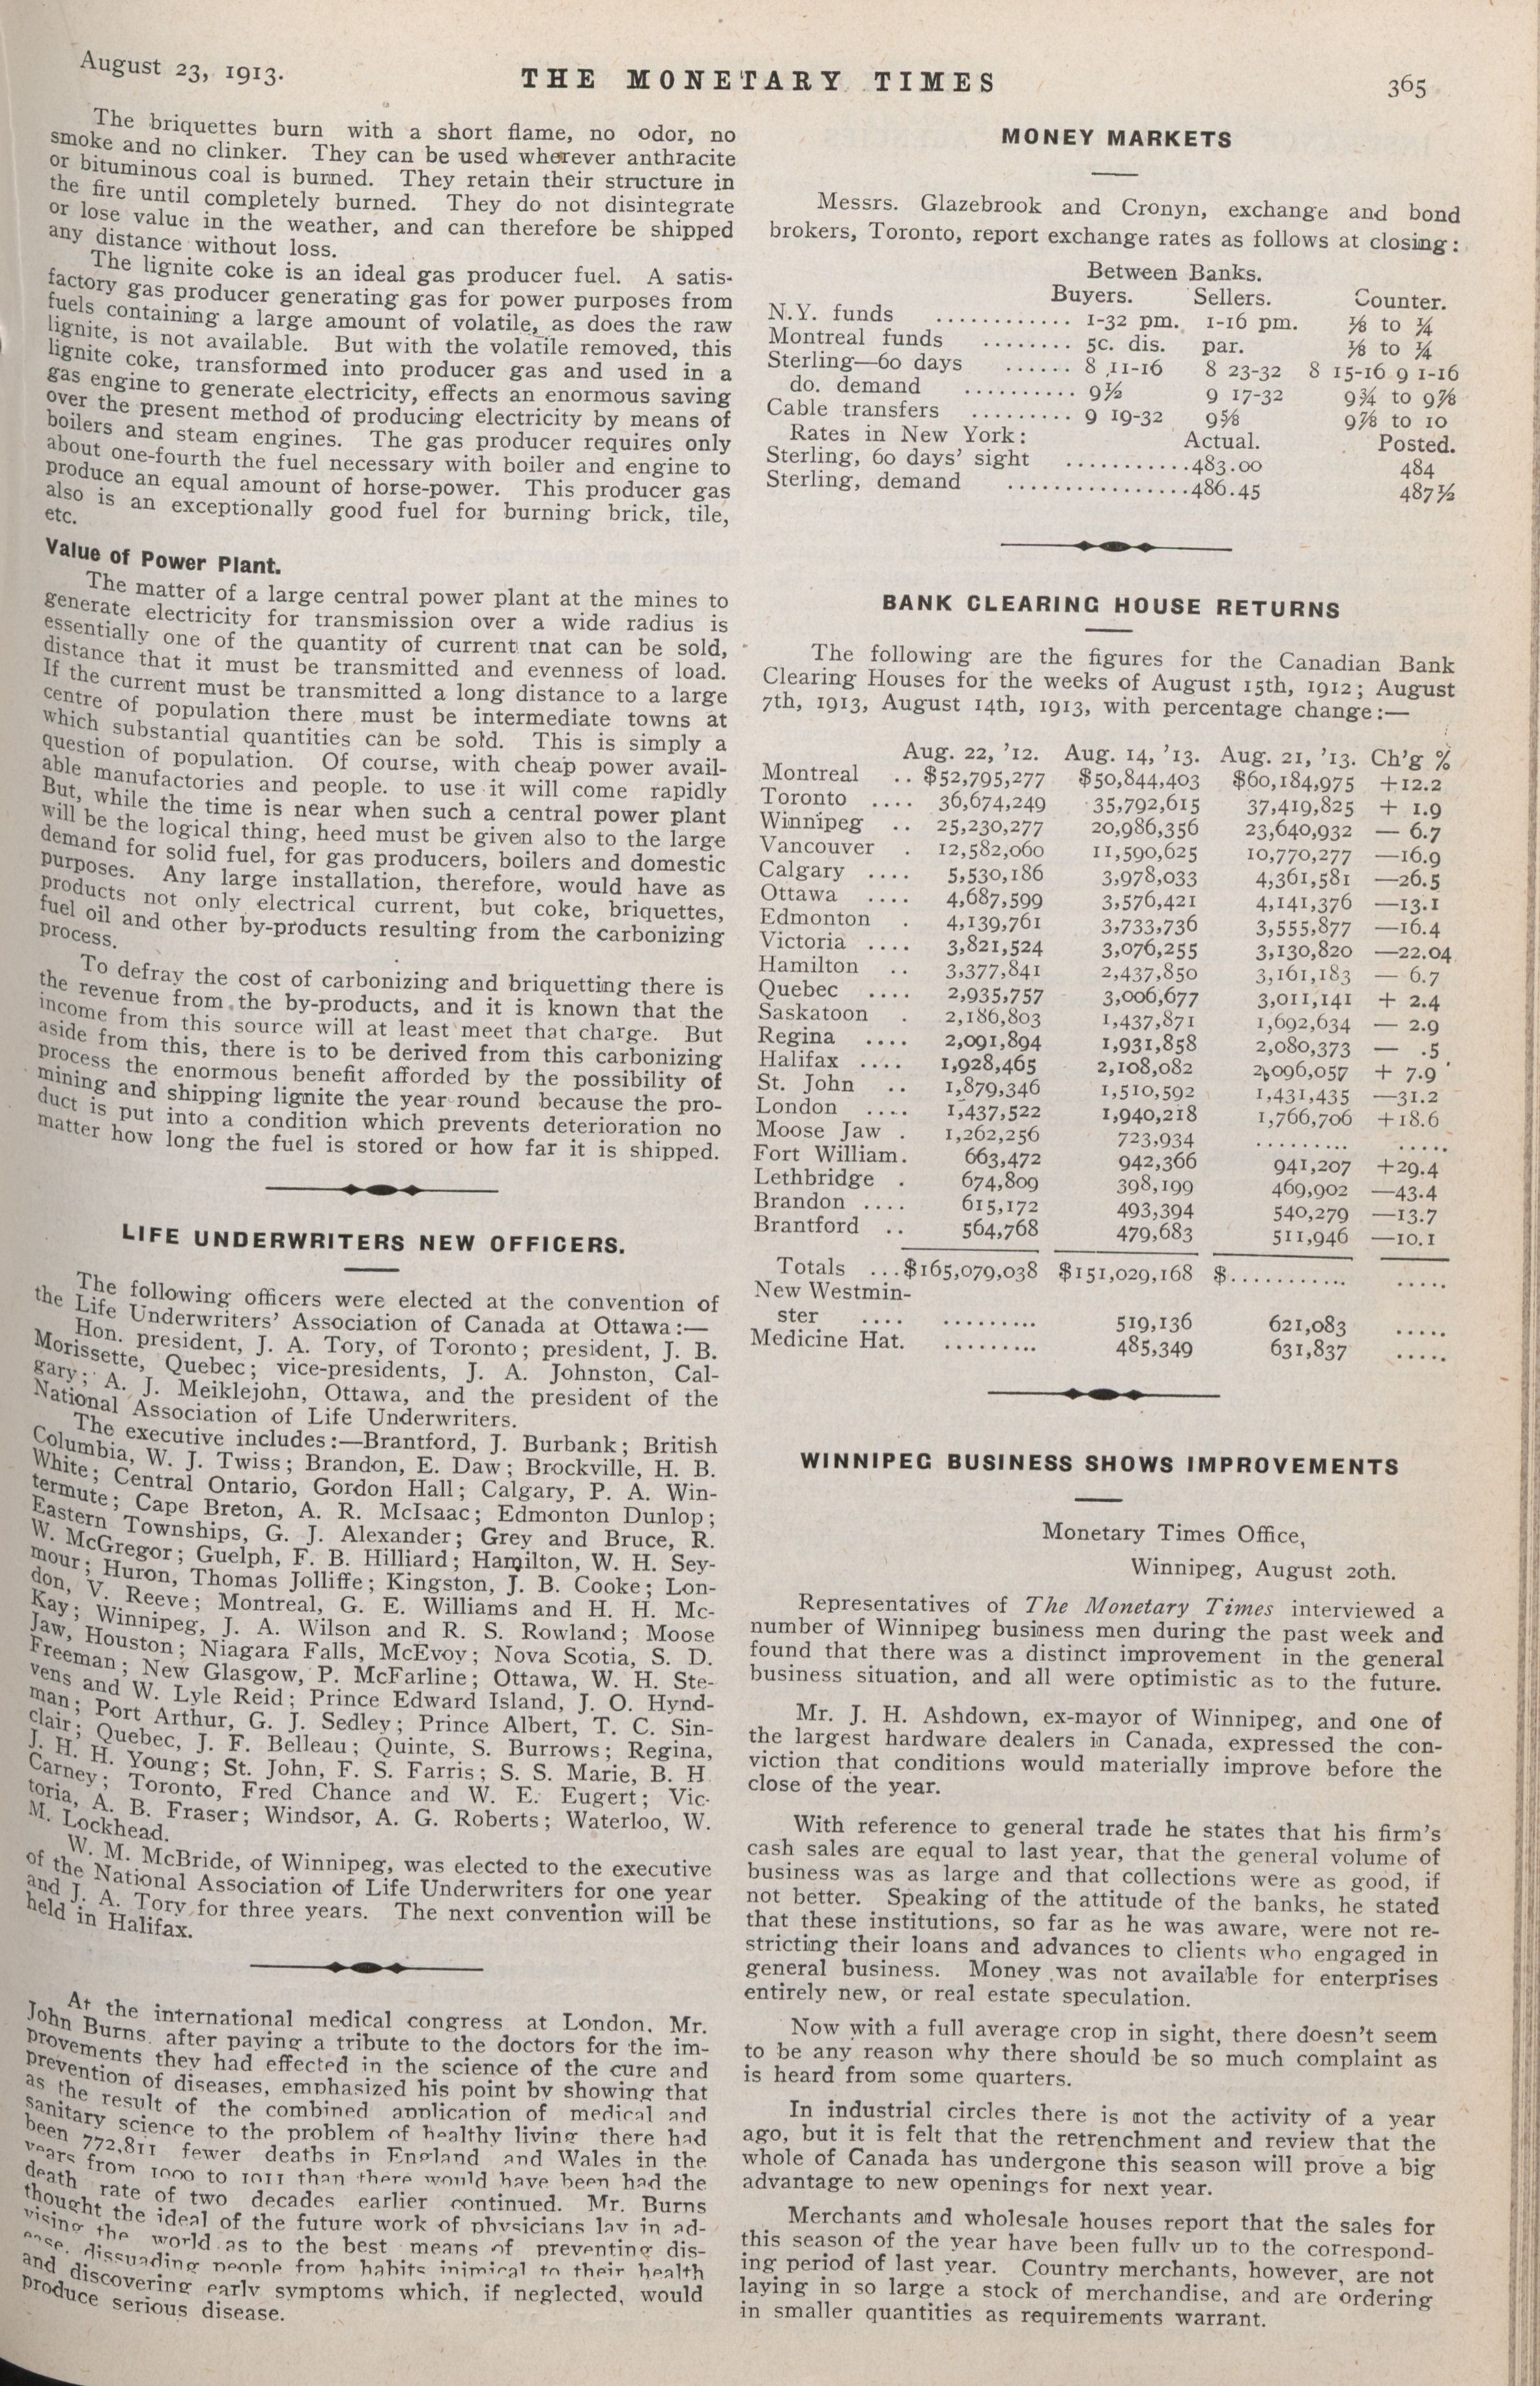 August 23, 1913.
THE MONETARY TIMES
365
The briquettes burn with a short flame, no odor, no
smoke and no clinker. They can be used wherever anthracite
or bituminous coal is burned. They retain their structure in
the fire until completely burned. They do not disintegrate
or lose value in the weather, and can therefore be shipped
any distance without loss.
The lignite coke is an ideal gas producer fuel. A satis-
factory gas producer generating gas for power purposes from
fuels containing a large amount of volatile, as does the raw
lignite, is not available. But with the volatile removed, this
lignite coke, transformed into producer gas and used in a
gas engine to generate electricity, effects an enormous saving
over the present method of producing electricity by means of
boilers and steam engines. The gas producer requires only
about one-fourth the fuel necessary with boiler and engine to
produce an equal amount of horse-power. This producer gas
also is an exceptionally good fuel for burning brick, tile,
etc.
Value of Power Plant.
The matter of a large central power plant at the mines to
generate electricity for transmission over a wide radius is
essentially one of the quantity of current tnat can be sold,
distance that it must be transmitted and evenness of load.
If the current must be transmitted a long distance to a large
centre of population there must be intermediate towns at
which substantial quantities can be sold. This is simply a
question of population. Of course, with cheap power avail-
able manufactories and people. to use it will come rapidly
But, while the time is near when such a central power plant
will be the logical thing, heed must be given also to the large
demand for solid fuel, for gas producers, boilers and domestic
purposes. Any large installation, therefore, would have as
products not only electrical current, but coke, briquettes,
fuel oil and other by-products resulting from the carbonizing
process.
To defray the cost of carbonizing and briquetting there is
the revenue from the by-products, and it is known that the
income from this source will at least meet that charge. But
aside from this, there is to be derived from this carbonizing
process the enormous benefit afforded by the possibility of
mining and shipping lignite the year round because the pro-
duct is put into a condition which prevents deterioration no
matter how long the fuel is stored or how far it is shipped.
LIFE UNDERWRITERS NEW OFFICERS.
The following officers were elected at the convention of
the Life Underwriters' Association of Canada at Ottawa:—
Hon. president, J. A. Tory, of Toronto; president, J. B.
Morissette, Quebec; vice-presidents, J. A. Johnston, Cal-
gary; A. J. Meiklejohn, Ottawa, and the president of the
National Association of Life Underwriters.
The executive includes:—Brantford, J. Burbank; British
Columbia, W. J. Twiss; Brandon, E. Daw; Brockville, H. B.
White; Central Ontario, Gordon Hall; Calgary, P. A. Win-
termute; Cape Breton, A. R. McIsaac; Edmonton Dunlop;
Eastern Townships, G. J. Alexander; Grey and Bruce, R.
W. McGregor; Guelph, F. B. Hilliard; Hamilton, W. H. Sey-
mour; Huron, Thomas Jolliffe; Kingston, J. B. Cooke; Lon-
don, V. Reeve; Montreal, G. E. Williams and H. H. Mc-
Kay; Winnipeg, J. A. Wilson and R. S. Rowland; Moose
Jaw, Houston; Niagara Falls, McEvoy; Nova Scotia, S. D.
Freeman; New Glasgow, P. McFarline; Ottawa, W. H. Ste-
vens and W. Lyle Reid; Prince Edward Island, J. O. Hynd-
man; Port Arthur, G. J. Sedley; Prince Albert, T. C. Sin-
clair; Quebec, J. F. Belleau; Quinte, S. Burrows; Regina,
J. H. H. Young; St. John, F. S. Farris; S. S. Marie, B. H
Carney; Toronto, Fred Chance and W. E. Eugert; Vic-
toria, A. B. Fraser; Windsor, A. G. Roberts; Waterloo, W.
M. Lockhead.
W. M. McBride, of Winnipeg, was elected to the executive
of the National Association of Life Underwriters for one year
and J. A. Tory for three years. The next convention will be
held in Halifax.
At the international medical congress at London. Mr.
John Burns. after paying a tribute to the doctors for the im-
provements they had effected in the science of the cure and
prevention of diseases, emphasized his point by showing that
as the result of the combined application of medical and
sanitary science to the problem of healthy living there had
been 772,811 fewer deaths in England and Wales in the
years from 1900 to 1911 than there would have been had the
death rate of two decades earlier continued. Mr. Burns
thought the ideal of the future work of physicians lay in ad-
vising the world as to the best means of preventing dis-
ease. dissuading people from habits inimical to their health
and discovering early symptoms which, if neglected, would
produce serious disease.
MONEY MARKETS
Messrs. Glazebrook and Cronyn, exchange and bond
brokers, Toronto, report exchange rates as follows at closing:
Between Banks.
Buyers. Sellers. Counter.
N.Y. funds ............ 1-32 pm. 1-16 pm. ⅛ to ¼
Montreal funds ........ 5c. dis. par. ⅛ to ¼
Sterling—60 days ...... 8 11-16 8 23-32 8 15-16 9 1-16
do. demand .......... 9½ 9 17-32 9¾ to 9⅞
Cable transfers ......... 9 19-32 9⅝ 9⅞ to 10
Rates in New York: Actual. Posted.
Sterling, 60 days' sight ...........483.00 484
Sterling, demand ................486.45 487½
BANK CLEARING HOUSE RETURNS
The following are the figures for the Canadian Bank
Clearing Houses for the weeks of August 15th, 1912; August
7th, 1913, August 14th, 1913, with percentage change:—
Aug. 22, '12. Aug. 14, '13. Aug. 21, '13. Ch'g %
Montreal .. $52,795,277 $50,844,403 $60,184,975 +12.2
Toronto .... 36,674,249 35,792,615 37,419,825 + 1.9
Winnipeg .. 25,230,277 20,986,356 23,640,932 — 6.7
Vancouver . 12,582,060 11,590,625 10,770,277 —16.9
Calgary .... 5,530,186 3,978,033 4,361,581 —26.5
Ottawa .... 4,687,599 3,576,421 4,141,376 —13.1
Edmonton . 4,139,761 3,733,736 3,555,877 —16.4
Victoria .... 3,821,524 3,076,255 3,130,820 —22.04
Hamilton .. 3,377,841 2,437,850 3,161,183 — 6.7
Quebec .... 2,935,757 3,006,677 3,011,141 + 2.4
Saskatoon . 2,186,803 1,437,871 1,692,634 — 2.9
Regina .... 2,091,894 1,931,858 2,080,373 — .5
Halifax .... 1,928,465 2,108,082 2,096,057 + 7.9
St. John .. 1,879,346 1,510,592 1,431,435 —31.2
London .... 1,437,522 1,940,218 1,766,706 +18.6
Moose Jaw . 1,262,256 723,934 ......... .....
Fort William. 663,472 942,366 941,207 +29.4
Lethbridge . 674,809 398,199 469,902 —43.4
Brandon .... 615,172 493,394 540,279 —13.7
Brantford .. 564,768 479,683 511,946 —10.1
Totals ...$165,079,038 $151,029,168 $........... .....
New Westmin-
ster .... ......... 519,136 621,083 .....
Medicine Hat. ......... 485,349 631,837 .....
WINNIPEG BUSINESS SHOWS IMPROVEMENTS
Monetary Times Office,
Winnipeg, August 20th.
Representatives of The Monetary Times interviewed a
number of Winnipeg business men during the past week and
found that there was a distinct improvement in the general
business situation, and all were optimistic as to the future.
Mr. J. H. Ashdown, ex-mayor of Winnipeg, and one of
the largest hardware dealers in Canada, expressed the con-
viction that conditions would materially improve before the
close of the year.
With reference to general trade he states that his firm's
cash sales are equal to last year, that the general volume of
business was as large and that collections were as good, if
not better. Speaking of the attitude of the banks, he stated
that these institutions, so far as he was aware, were not re-
stricting their loans and advances to clients who engaged in
general business. Money was not available for enterprises
entirely new, or real estate speculation.
Now with a full average crop in sight, there doesn't seem
to be any reason why there should be so much complaint as
is heard from some quarters.
In industrial circles there is not the activity of a year
ago, but it is felt that the retrenchment and review that the
whole of Canada has undergone this season will prove a big
advantage to new openings for next year.
Merchants and wholesale houses report that the sales for
this season of the year have been fully up to the correspond-
ing period of last year. Country merchants, however, are not
laying in so large a stock of merchandise, and are ordering
in smaller quantities as requirements warrant.